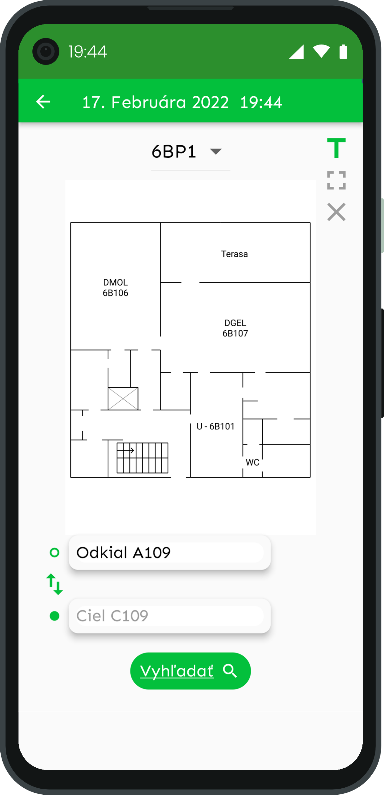 19:44
17. Februára 2022 19:44
6BP1
T
Terasa
DMOL
6B106
DGEL
6B107
U - 6B101
WC
Odkial A109
Ciel C109
Vyhľadať